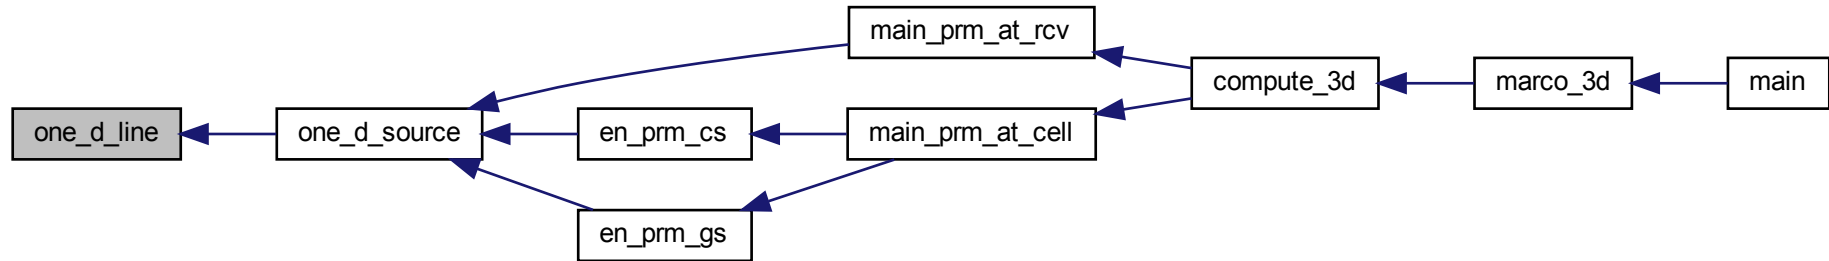 main_prm_at_rcv
compute_3d
marco_3d
main
one_d_line
one_d_source
en_prm_cs
main_prm_at_cell
en_prm_gs